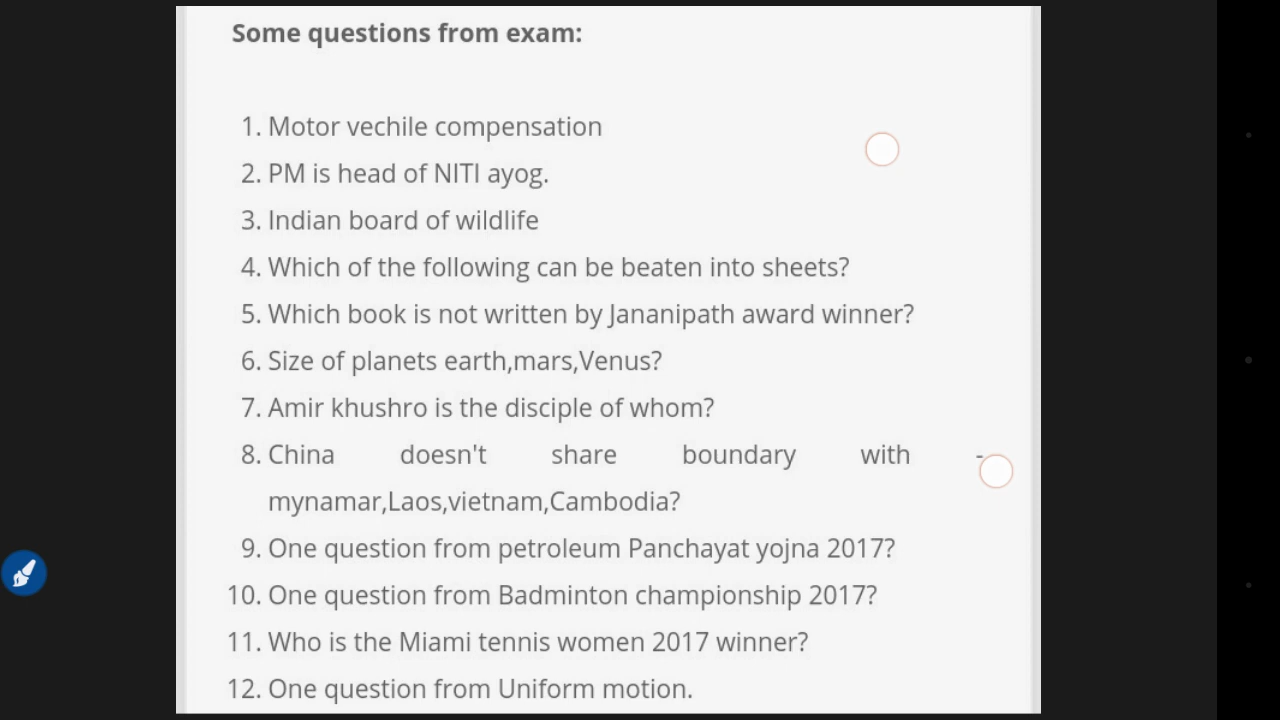 Some questions from exam:
1. Motor vechile compensation
2. PM is head of NITI ayog.
3. Indian board of wildlife
4. Which of the following can be beaten into sheets?
5. Which book is not written by Jananipath award winner?
6. Size of planets earth,mars,Venus?
7. Amir khushro is the disciple of whom?
8. China doesn't share boundary with -
mynamar,Laos,vietnam,Cambodia?
9. One question from petroleum Panchayat yojna 2017?
10. One question from Badminton championship 2017?
11. Who is the Miami tennis women 2017 winner?
12. One question from Uniform motion.